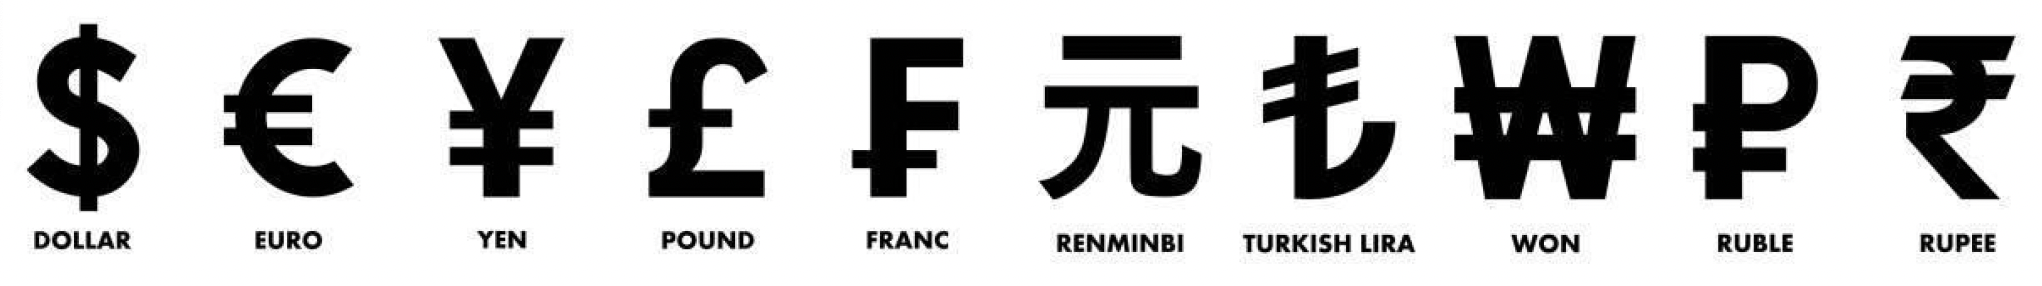 $ € ¥ £ ₣ 元 ₺ ₩ ₽ ₹
DOLLAR EURO YEN POUND FRANC RENMINBI TURKISH LIRA WON RUBLE RUPEE